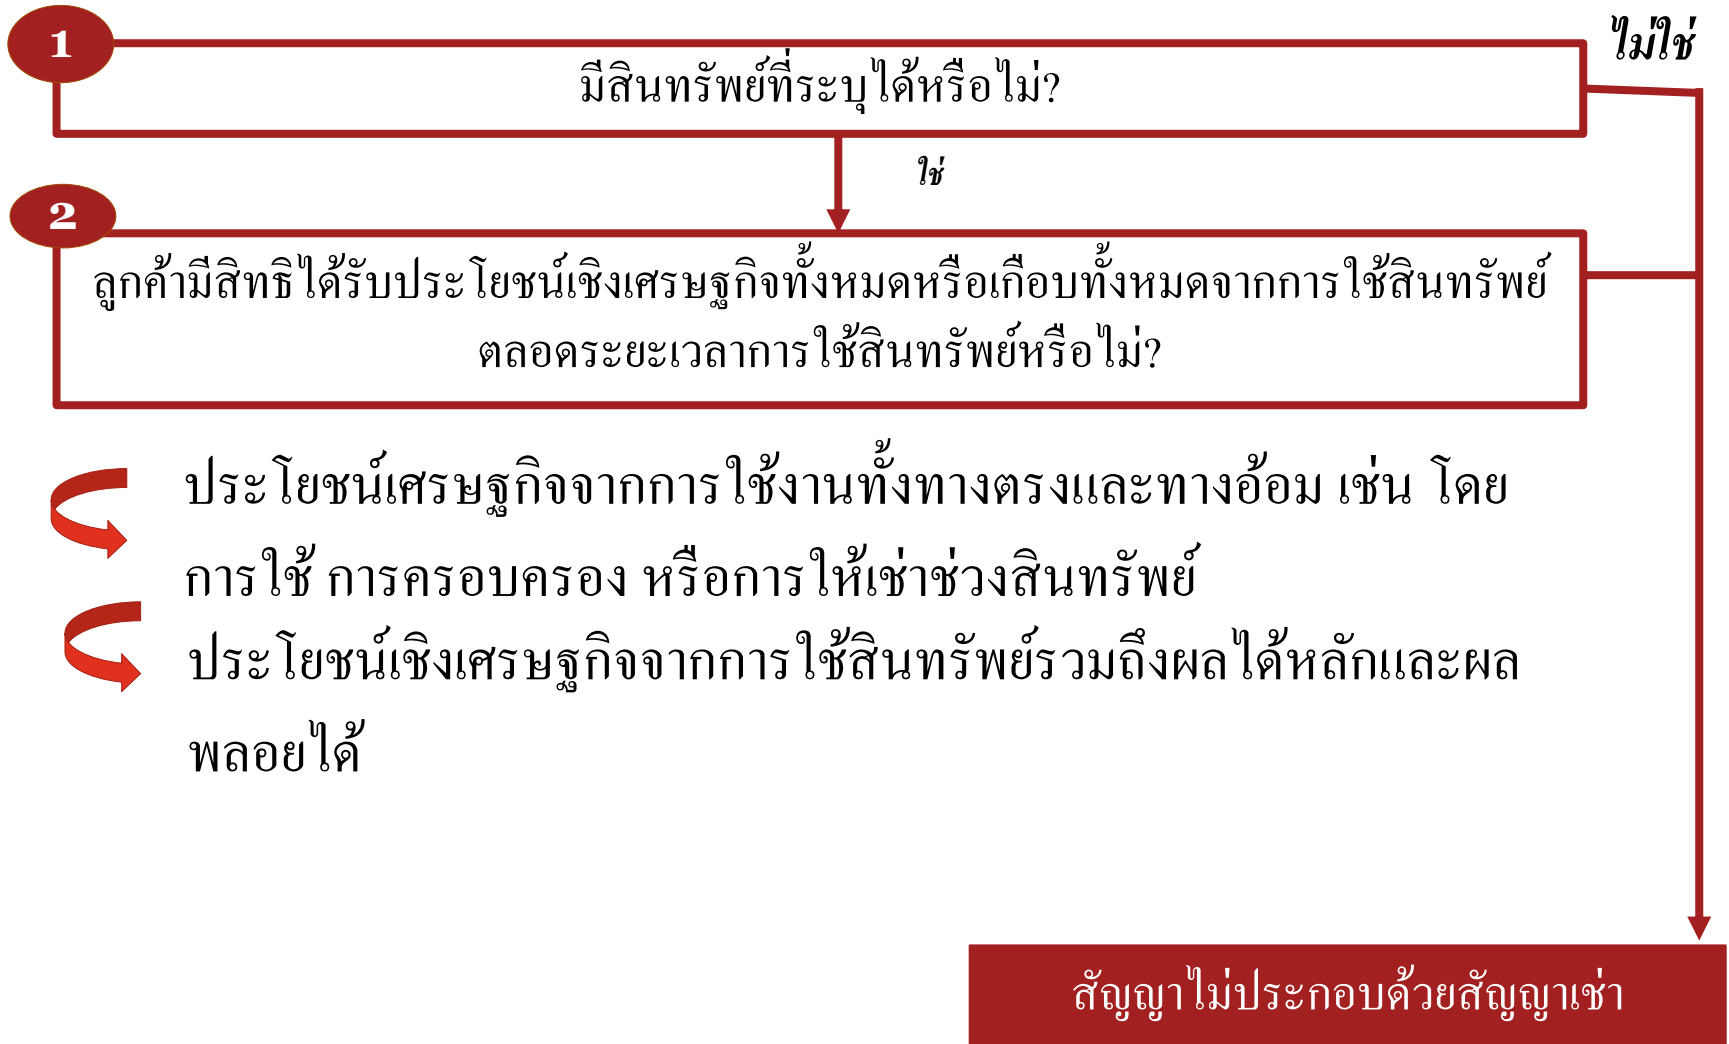 1
ไม่ใช่
มีสินทรัพย์ที่ระบุได้หรือไม่?
ใช่
2
ลูกค้ามีสิทธิได้รับประโยชน์เชิงเศรษฐกิจทั้งหมดหรือเกือบทั้งหมดจากการใช้สินทรัพย์
ตลอดระยะเวลาการใช้สินทรัพย์หรือไม่?
ประโยชน์เศรษฐกิจจากการใช้งานทั้งทางตรงและทางอ้อม เช่น โดย
การใช้ การครอบครอง หรือการให้เช่าช่วงสินทรัพย์
ประโยชน์เชิงเศรษฐกิจจากการใช้สินทรัพย์รวมถึงผลได้หลักและผล
พลอยได้
สัญญาไม่ประกอบด้วยสัญญาเช่า